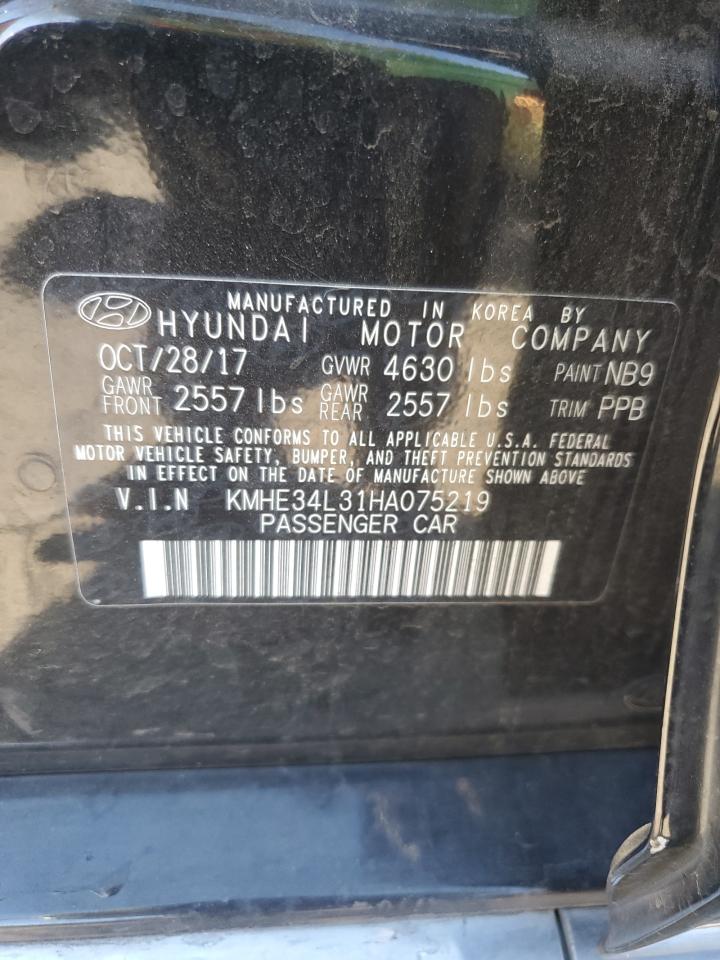 MANUFACTURED IN KOREA BY
HYUNDAI MOTOR COMPANY
OCT/28/17 GVWR 4630 lbs PAINT NB9
GAWR FRONT 2557 lbs GAWR REAR 2557 lbs TRIM PPB
THIS VEHICLE CONFORMS TO ALL APPLICABLE U.S.A. FEDERAL
MOTOR VEHICLE SAFETY, BUMPER, AND THEFT PREVENTION STANDARDS
IN EFFECT ON THE DATE OF MANUFACTURE SHOWN ABOVE
V.I.N KMHE34L31HA075219
PASSENGER CAR